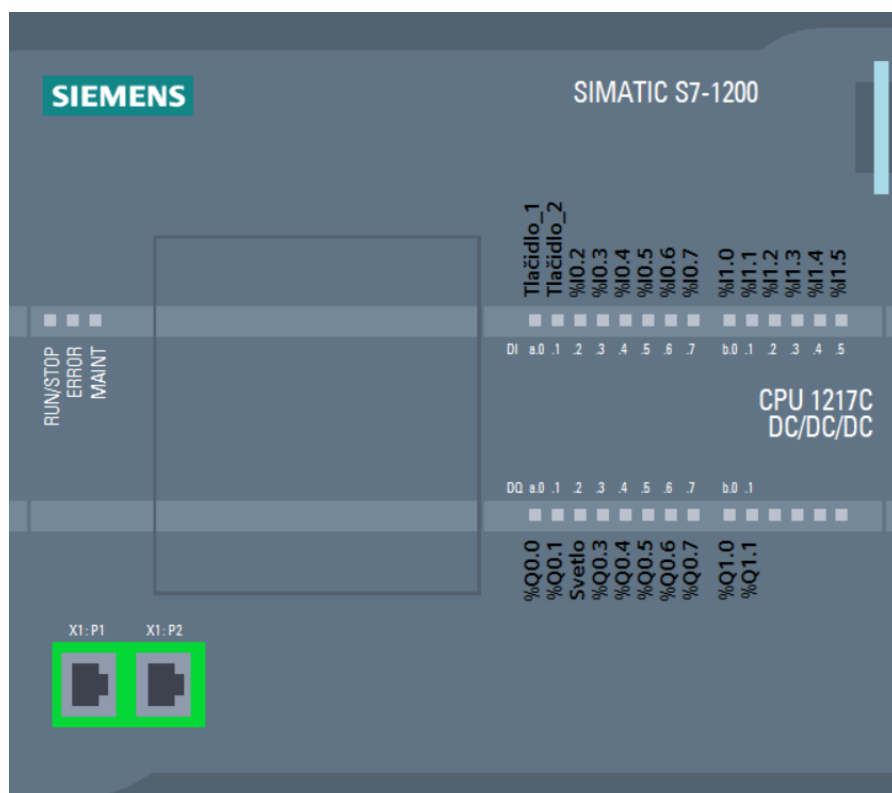 SIEMENS
SIMATIC S7-1200
Tlačidlo_1
Tlačidlo_2
%I0.2
%I0.3
%I0.4
%I0.5
%I0.6
%I0.7
%I1.0
%I1.1
%I1.2
%I1.3
%I1.4
%I1.5
RUN/STOP
ERROR
MAINT
DI a.0 .1 .2 .3 .4 .5 .6 .7 b.0 .1 .2 .3 .4 .5
CPU 1217C
DC/DC/DC
DQ a.0 .1 .2 .3 .4 .5 .6 .7 b.0 .1
%Q0.0
%Q0.1
Svetlo
%Q0.3
%Q0.4
%Q0.5
%Q0.6
%Q0.7
%Q1.0
%Q1.1
X1:P1 X1:P2